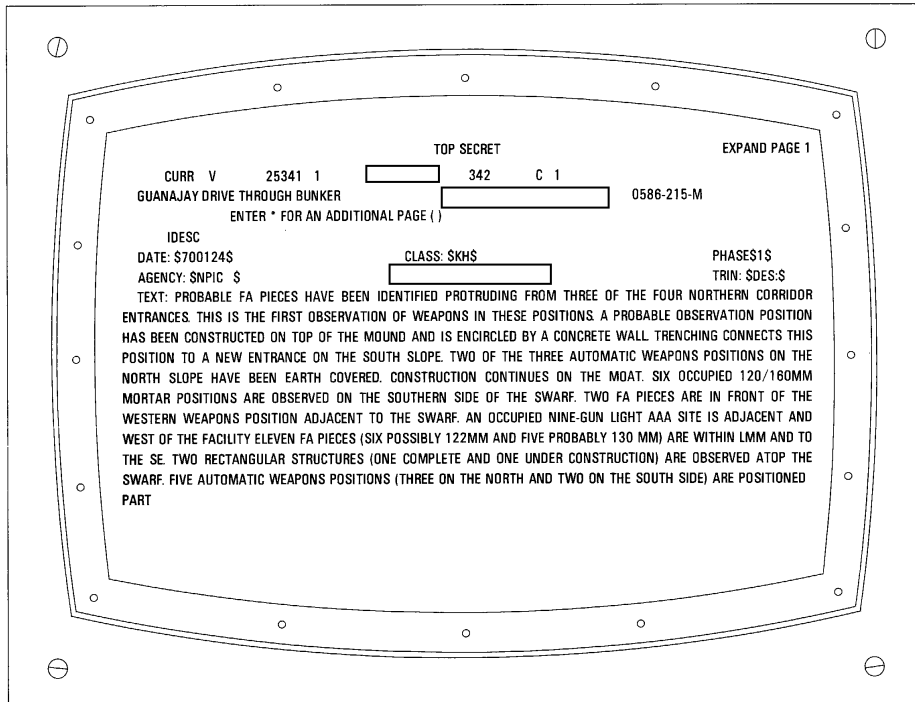 TOP SECRET EXPAND PAGE 1
CURR V 25341 1 342 C 1
GUANAJAY DRIVE THROUGH BUNKER 0586-215-M
ENTER * FOR AN ADDITIONAL PAGE ( )
IDESC
DATE: $700124$ CLASS: $KH$ PHASE$1$
AGENCY: $NPIC $ TRIN: $DES:$
TEXT: PROBABLE FA PIECES HAVE BEEN IDENTIFIED PROTRUDING FROM THREE OF THE FOUR NORTHERN CORRIDOR
ENTRANCES. THIS IS THE FIRST OBSERVATION OF WEAPONS IN THESE POSITIONS. A PROBABLE OBSERVATION POSITION
HAS BEEN CONSTRUCTED ON TOP OF THE MOUND AND IS ENCIRCLED BY A CONCRETE WALL. TRENCHING CONNECTS THIS
POSITION TO A NEW ENTRANCE ON THE SOUTH SLOPE. TWO OF THE THREE AUTOMATIC WEAPONS POSITIONS ON THE
NORTH SLOPE HAVE BEEN EARTH COVERED. CONSTRUCTION CONTINUES ON THE MOAT. SIX OCCUPIED 120/160MM
MORTAR POSITIONS ARE OBSERVED ON THE SOUTHERN SIDE OF THE SWARF. TWO FA PIECES ARE IN FRONT OF THE
WESTERN WEAPONS POSITION ADJACENT TO THE SWARF. AN OCCUPIED NINE-GUN LIGHT AAA SITE IS ADJACENT AND
WEST OF THE FACILITY ELEVEN FA PIECES (SIX POSSIBLY 122MM AND FIVE PROBABLY 130 MM) ARE WITHIN LMM AND TO
THE SE. TWO RECTANGULAR STRUCTURES (ONE COMPLETE AND ONE UNDER CONSTRUCTION) ARE OBSERVED ATOP THE
SWARF. FIVE AUTOMATIC WEAPONS POSITIONS (THREE ON THE NORTH AND TWO ON THE SOUTH SIDE) ARE POSITIONED
PART